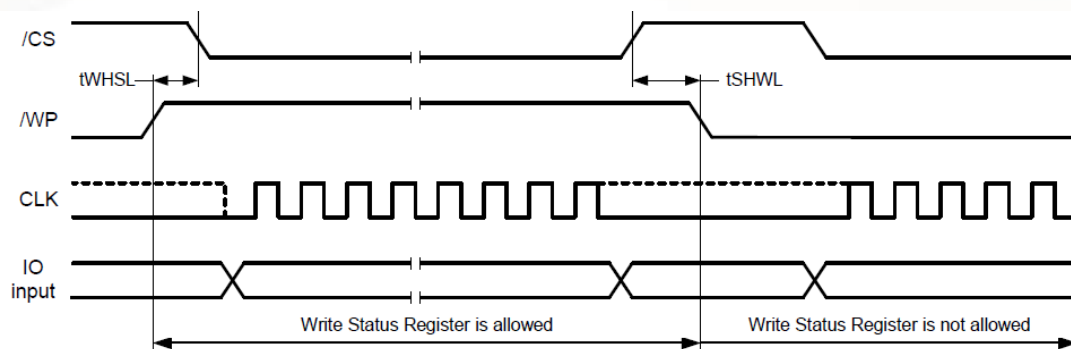 /CS
tWHSL
tSHWL
/WP
CLK
IO
input
Write Status Register is allowed
Write Status Register is not allowed